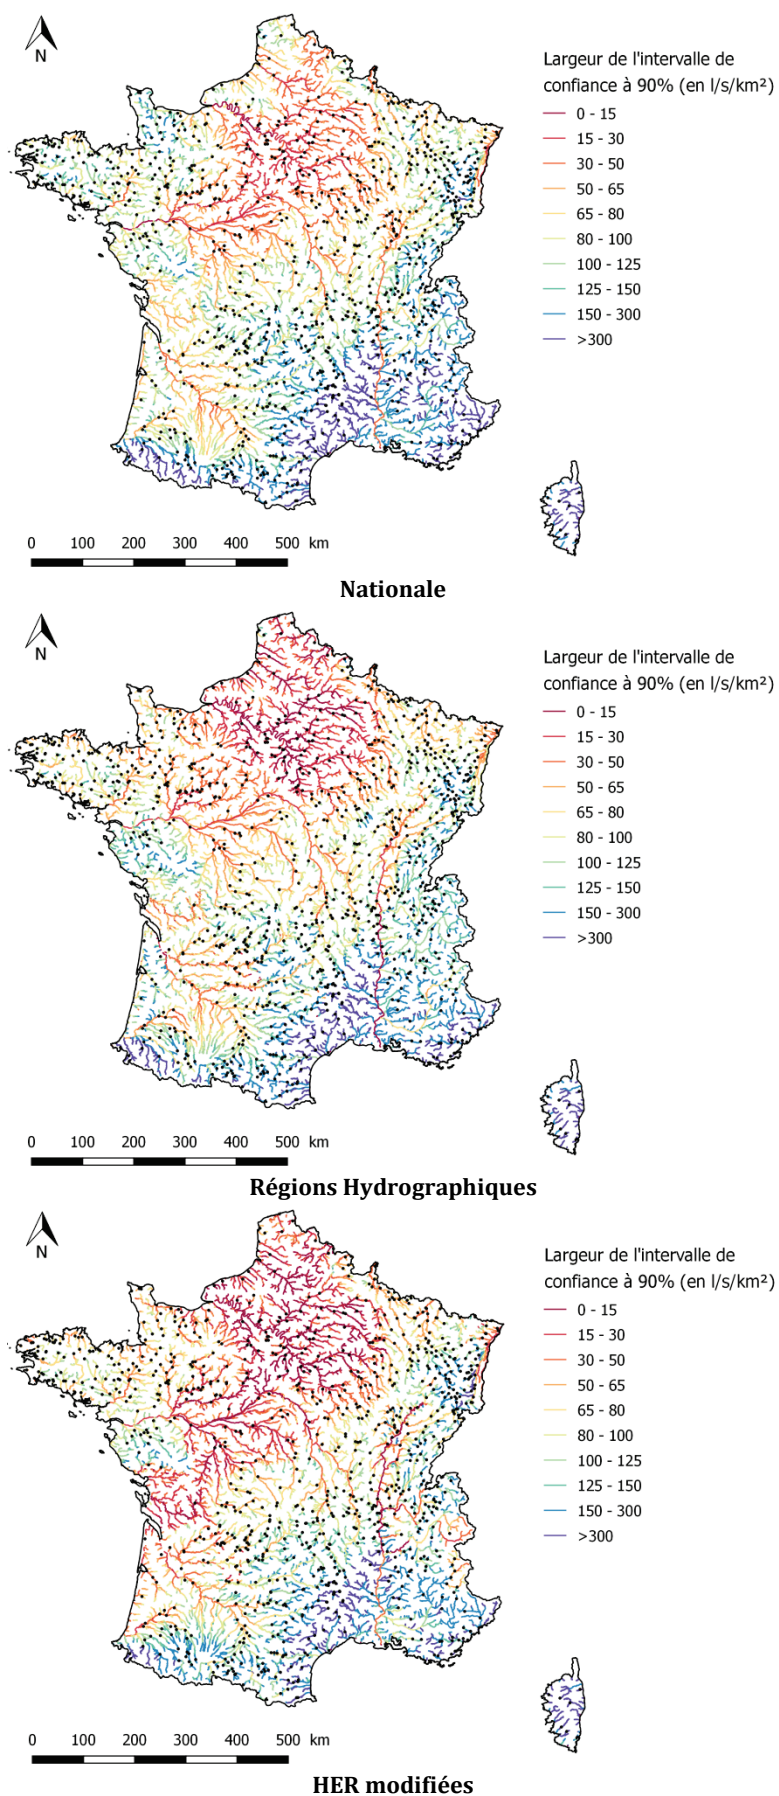 N
Largeur de l'intervalle de
confiance à 90% (en l/s/km²)
0 - 15
15 - 30
30 - 50
50 - 65
65 - 80
80 - 100
100 - 125
125 - 150
150 - 300
>300
0 100 200 300 400 500 km
Nationale
N
Largeur de l'intervalle de
confiance à 90% (en l/s/km²)
0 - 15
15 - 30
30 - 50
50 - 65
65 - 80
80 - 100
100 - 125
125 - 150
150 - 300
>300
0 100 200 300 400 500 km
Régions Hydrographiques
N
Largeur de l'intervalle de
confiance à 90% (en l/s/km²)
0 - 15
15 - 30
30 - 50
50 - 65
65 - 80
80 - 100
100 - 125
125 - 150
150 - 300
>300
0 100 200 300 400 500 km
HER modifiées